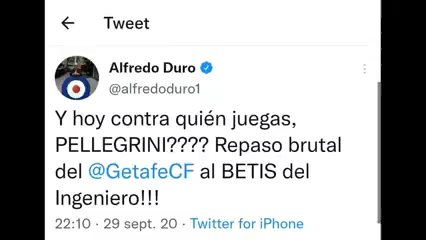 Tweet
Alfredo Duro
@alfredoduro1
Y hoy contra quién juegas,
PELLEGRINI???? Repaso brutal
del @GetafeCF al BETIS del
Ingeniero!!!
22:10 · 29 sept. 20 · Twitter for iPhone